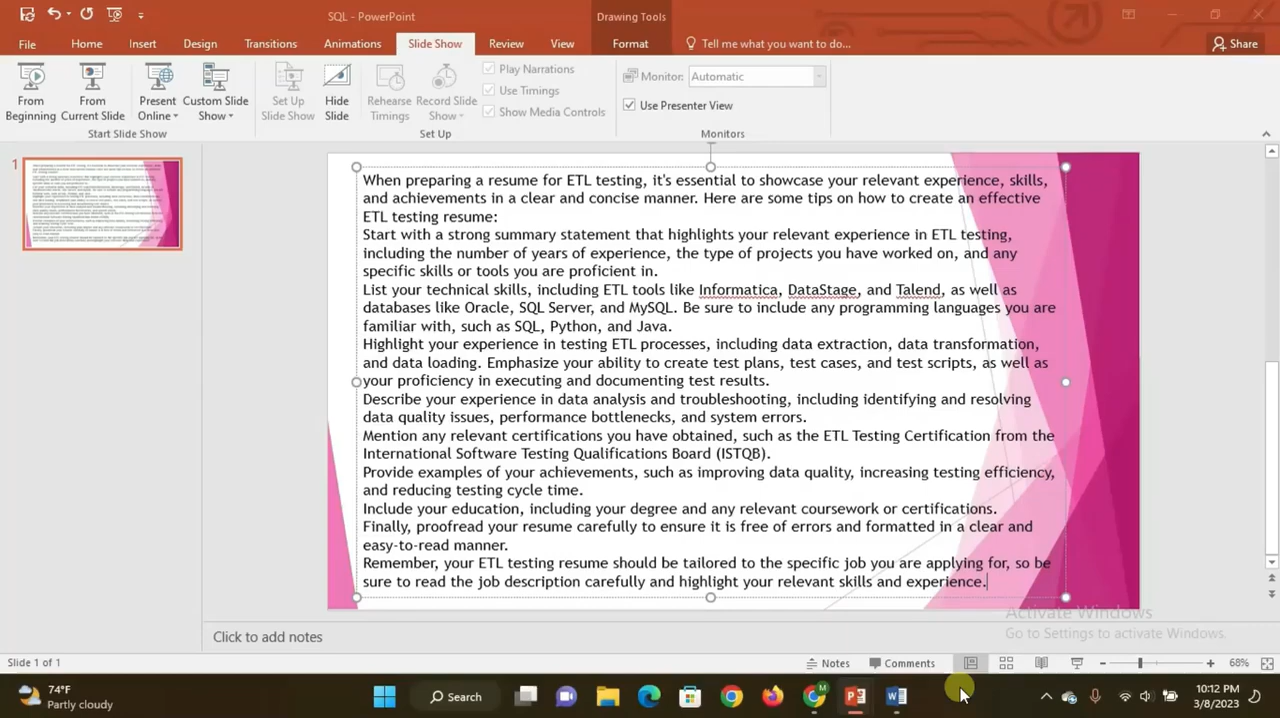 SQL - PowerPoint
Drawing Tools
File
Home
Insert
Design
Transitions
Animations
Slide Show
Review
View
Format
Tell me what you want to do...
Share
From Beginning
From Current Slide
Present Online
Custom Slide Show
Set Up Slide Show
Hide Slide
Rehearse Timings
Record Slide Show
Play Narrations
Use Timings
Show Media Controls
Monitor: Automatic
Use Presenter View
Start Slide Show
Set Up
Monitors
1
When preparing a resume for ETL testing, it's essential to showcase your relevant experience, skills,
and achievements in a clear and concise manner. Here are some tips on how to create an effective
ETL testing resume:
Start with a strong summary statement that highlights your overall experience in ETL testing,
including the number of years of experience, the type of projects you have worked on, and any
specific skills or tools you are proficient in.
List your technical skills, including ETL tools like Informatica, DataStage, and Talend, as well as
databases like Oracle, SQL Server, and MySQL. Be sure to include any programming languages you are
familiar with, such as SQL, Python, and Java.
Highlight your experience in testing ETL processes, including data extraction, data transformation,
and data loading. Emphasize your ability to create test plans, test cases, and test scripts, as well as
your proficiency in executing and documenting test results.
Describe your experience in data analysis and troubleshooting, including identifying and resolving
data quality issues, performance bottlenecks, and system errors.
Mention any relevant certifications you have obtained, such as the ETL Testing Certification from the
International Software Testing Qualifications Board (ISTQB).
Provide examples of your achievements, such as improving data quality, increasing testing efficiency,
and reducing testing cycle time.
Include your education, including your degree and any relevant coursework or certifications.
Finally, proofread your resume carefully to ensure it is free of errors and formatted in a clear and
easy-to-read manner.
Remember, your ETL testing resume should be tailored to the specific job you are applying for, so be
sure to read the job description carefully and highlight your relevant skills and experience.
Activate Windows
Go to Settings to activate Windows.
Click to add notes
Slide 1 of 1
Notes
Comments
68%
74°F
Partly cloudy
Search
10:12 PM
3/8/2023